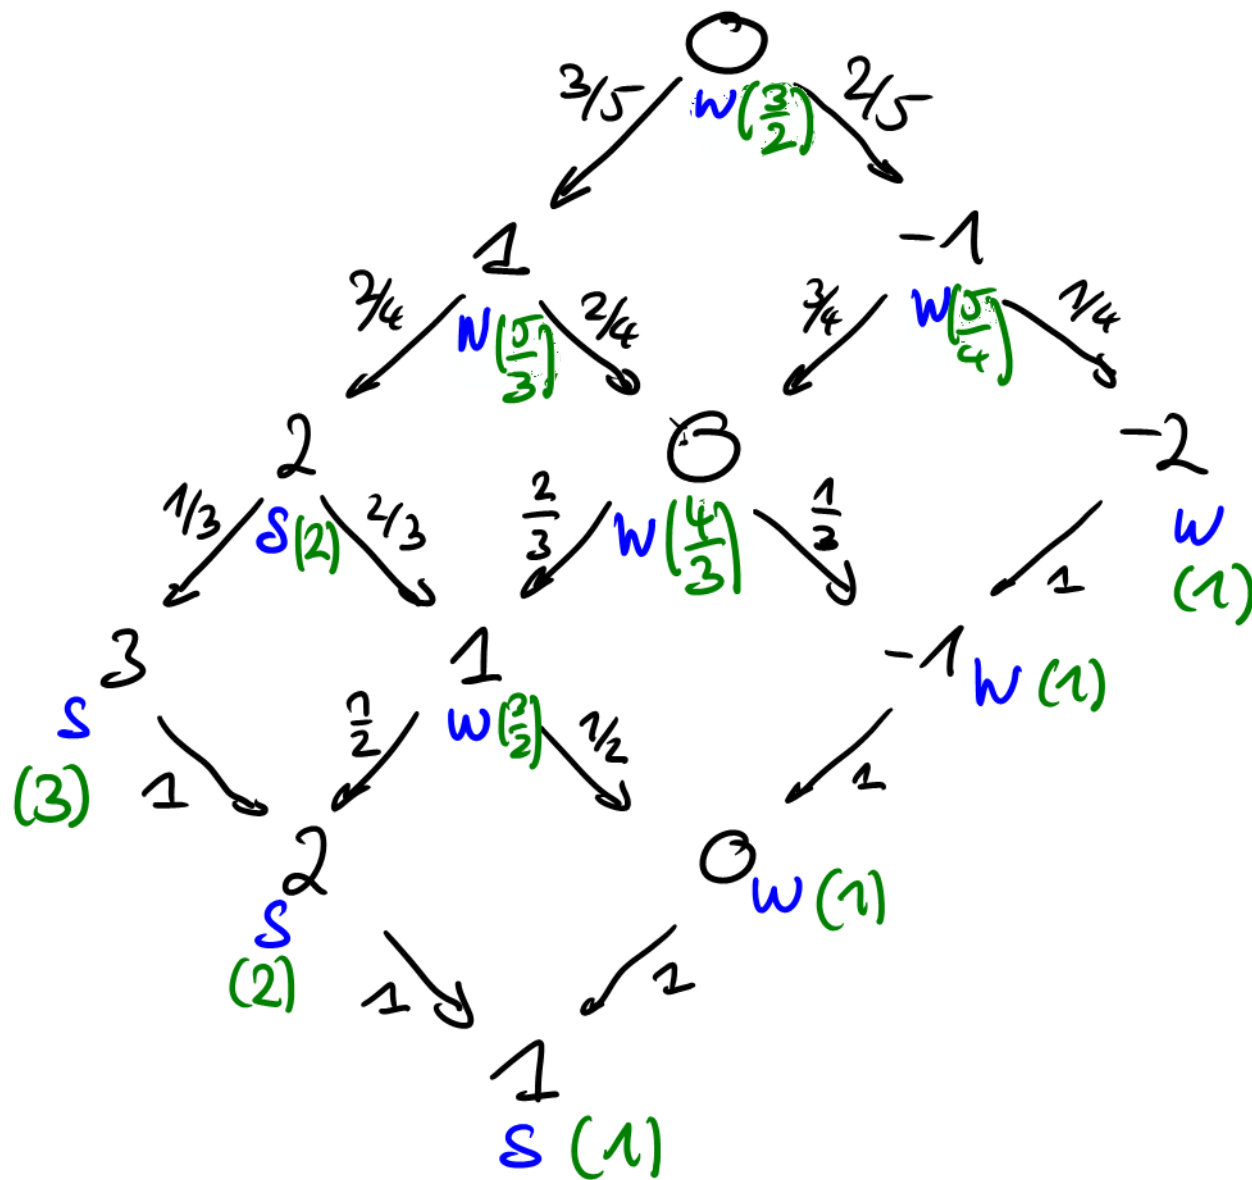 0
3/5 W (3/2) 2/5
1 -1
2/4 W (5/3) 2/4 3/4 W (5/4) 1/4
2 0 -2
1/3 S (2) 2/3 2/3 W (4/3) 1/3 W (1)
1
3 1 -1 W (1)
S 1/2 W (3/2) 1/2
(3) 1 1
2 0 W (1)
S
(2) 1 1
1
S (1)